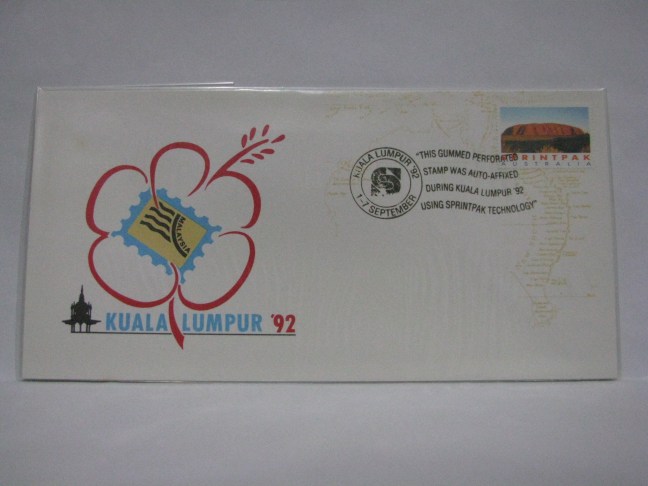 SPRINTPAK
AUSTRALIA
KUALA LUMPUR '92
1-7 SEPTEMBER
"THIS GUMMED PERFORATED
STAMP WAS AUTO-AFFIXED
DURING KUALA LUMPUR '92
USING SPRINTPAK TECHNOLOGY"
MALAYSIA
KUALA LUMPUR '92